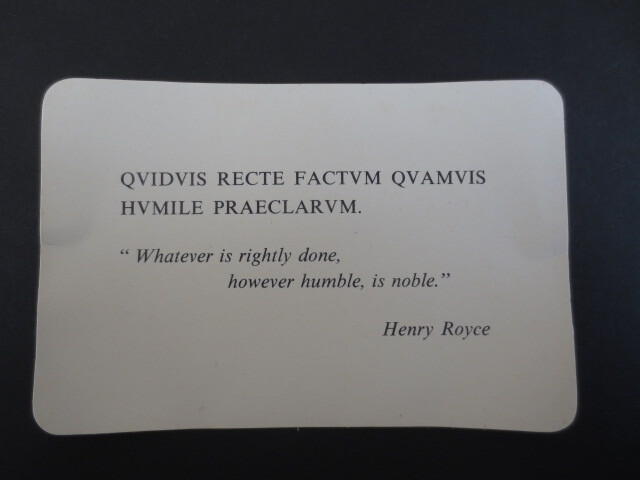 QVIDVIS RECTE FACTVM QVAMVIS
HVMILE PRAECLARVM.
“ Whatever is rightly done,
however humble, is noble.”
Henry Royce